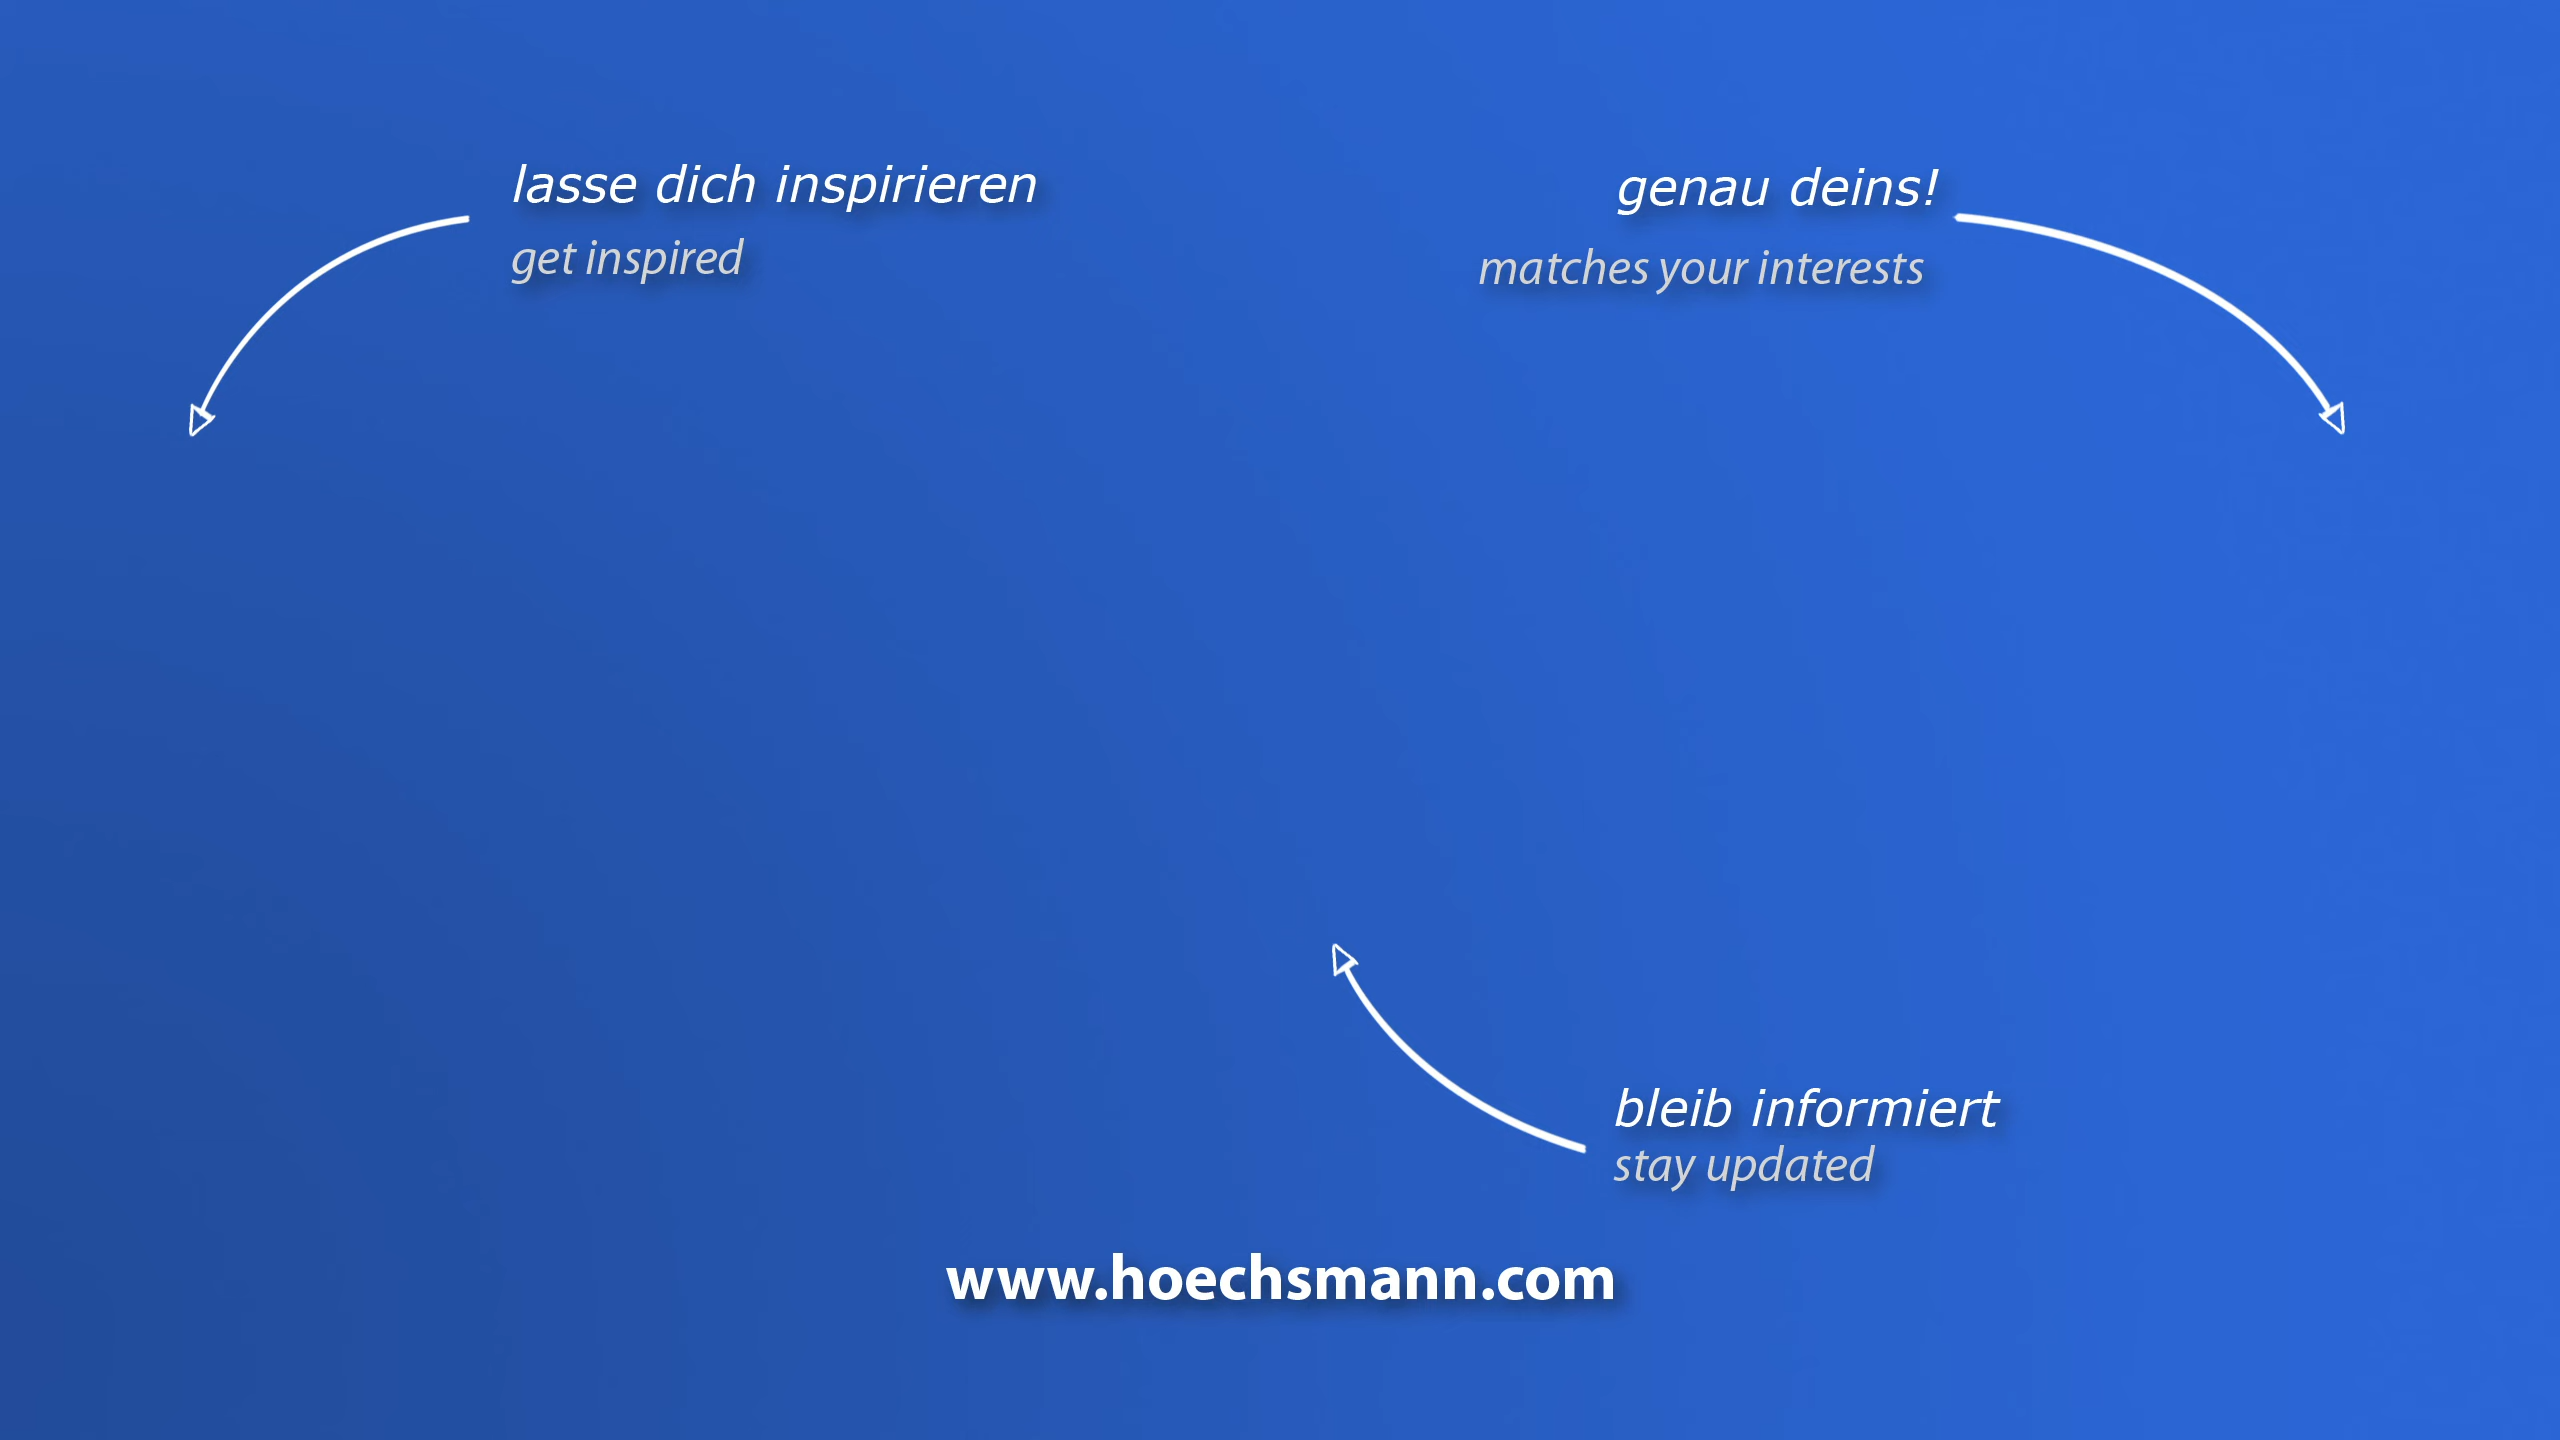 lasse dich inspirieren
get inspired
genau deins!
matches your interests
bleib informiert
stay updated
www.hoechsmann.com